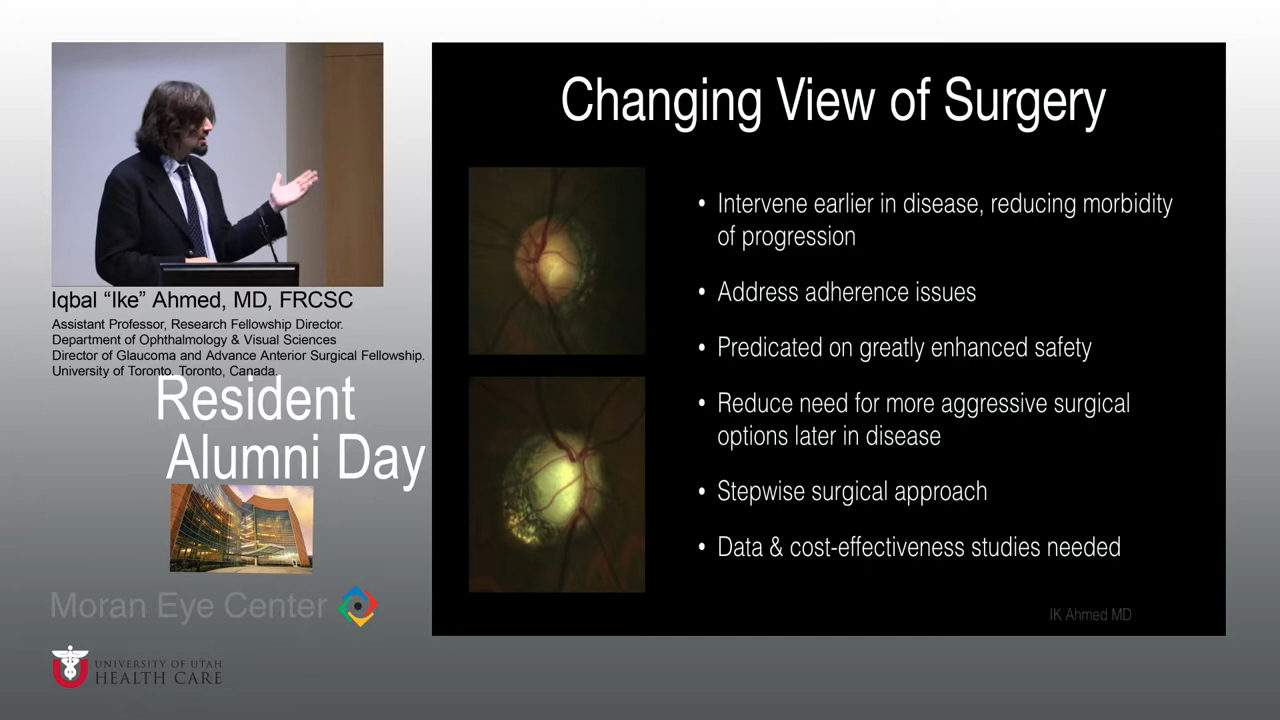 Iqbal “Ike” Ahmed, MD, FRCSC
Assistant Professor, Research Fellowship Director.
Department of Ophthalmology & Visual Sciences
Director of Glaucoma and Advance Anterior Surgical Fellowship.
University of Toronto. Toronto, Canada.
Resident
Alumni Day
Moran Eye Center
UNIVERSITY OF UTAH
HEALTH CARE
Changing View of Surgery
• Intervene earlier in disease, reducing morbidity
of progression
• Address adherence issues
• Predicated on greatly enhanced safety
• Reduce need for more aggressive surgical
options later in disease
• Stepwise surgical approach
• Data & cost-effectiveness studies needed
IK Ahmed MD